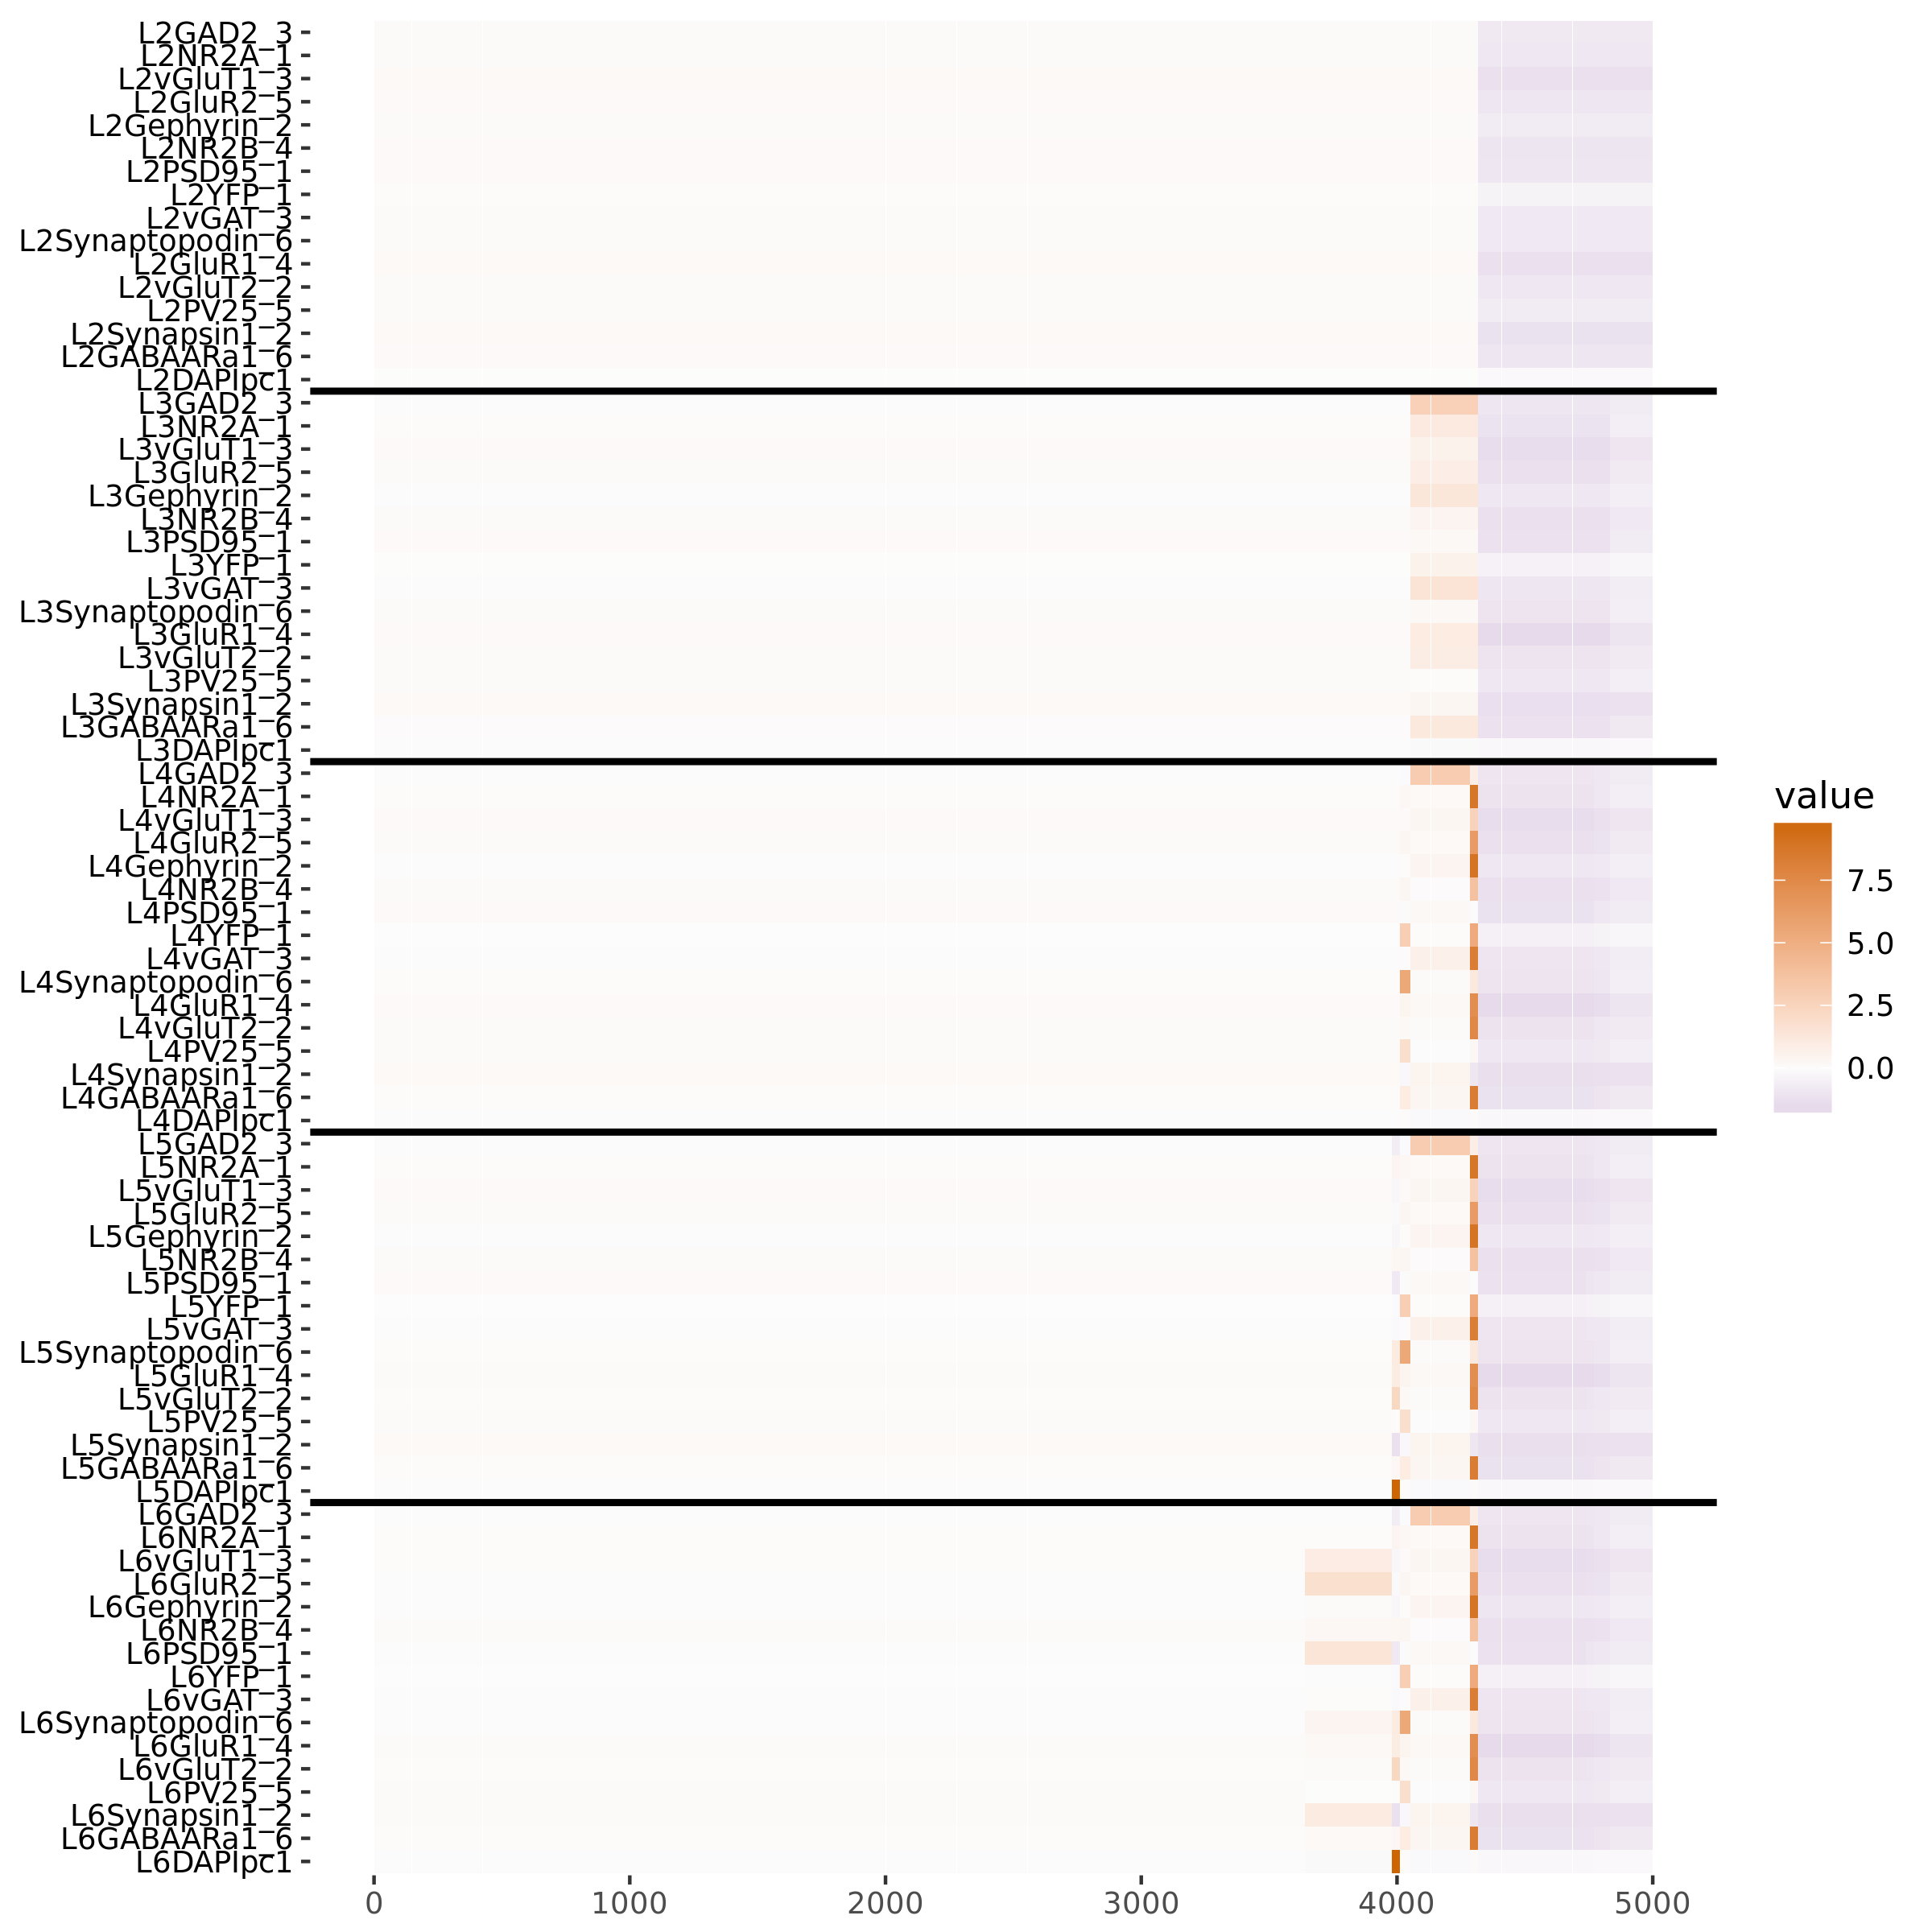 L2GAD2_3
L2NR2A_1
L2vGluT1_3
L2GluR2_5
L2Gephyrin_2
L2NR2B_4
L2PSD95_1
L2YFP_1
L2vGAT_3
L2Synaptopodin_6
L2GluR1_4
L2vGluT2_2
L2PV25_5
L2Synapsin1_2
L2GABAARa1_6
L2DAPIpc1
L3GAD2_3
L3NR2A_1
L3vGluT1_3
L3GluR2_5
L3Gephyrin_2
L3NR2B_4
L3PSD95_1
L3YFP_1
L3vGAT_3
L3Synaptopodin_6
L3GluR1_4
L3vGluT2_2
L3PV25_5
L3Synapsin1_2
L3GABAARa1_6
L3DAPIpc1
L4GAD2_3
L4NR2A_1
L4vGluT1_3
L4GluR2_5
L4Gephyrin_2
L4NR2B_4
L4PSD95_1
L4YFP_1
L4vGAT_3
L4Synaptopodin_6
L4GluR1_4
L4vGluT2_2
L4PV25_5
L4Synapsin1_2
L4GABAARa1_6
L4DAPIpc1
L5GAD2_3
L5NR2A_1
L5vGluT1_3
L5GluR2_5
L5Gephyrin_2
L5NR2B_4
L5PSD95_1
L5YFP_1
L5vGAT_3
L5Synaptopodin_6
L5GluR1_4
L5vGluT2_2
L5PV25_5
L5Synapsin1_2
L5GABAARa1_6
L5DAPIpc1
L6GAD2_3
L6NR2A_1
L6vGluT1_3
L6GluR2_5
L6Gephyrin_2
L6NR2B_4
L6PSD95_1
L6YFP_1
L6vGAT_3
L6Synaptopodin_6
L6GluR1_4
L6vGluT2_2
L6PV25_5
L6Synapsin1_2
L6GABAARa1_6
L6DAPIpc1
0 1000 2000 3000 4000 5000
value
7.5
5.0
2.5
0.0